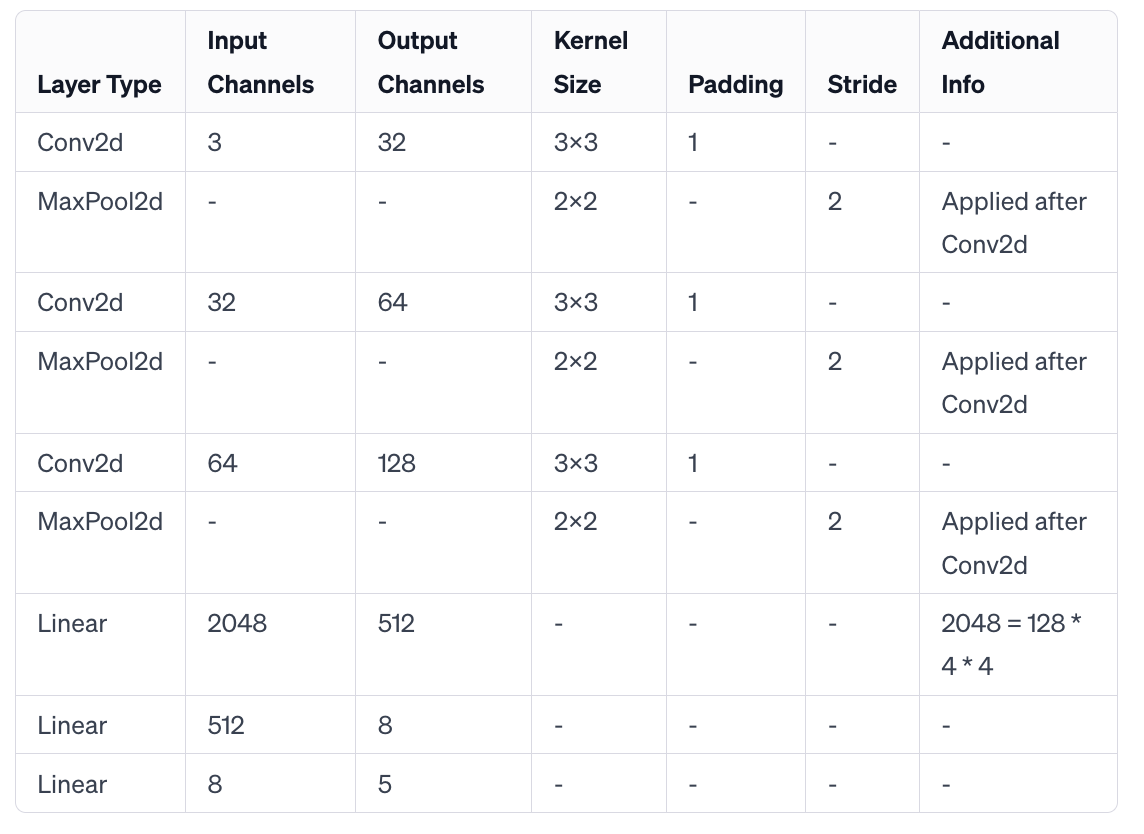 Layer Type | Input Channels | Output Channels | Kernel Size | Padding | Stride | Additional Info
Conv2d | 3 | 32 | 3×3 | 1 | - | -
MaxPool2d | - | - | 2×2 | - | 2 | Applied after Conv2d
Conv2d | 32 | 64 | 3×3 | 1 | - | -
MaxPool2d | - | - | 2×2 | - | 2 | Applied after Conv2d
Conv2d | 64 | 128 | 3×3 | 1 | - | -
MaxPool2d | - | - | 2×2 | - | 2 | Applied after Conv2d
Linear | 2048 | 512 | - | - | - | 2048 = 128 * 4 * 4
Linear | 512 | 8 | - | - | - | -
Linear | 8 | 5 | - | - | - | -